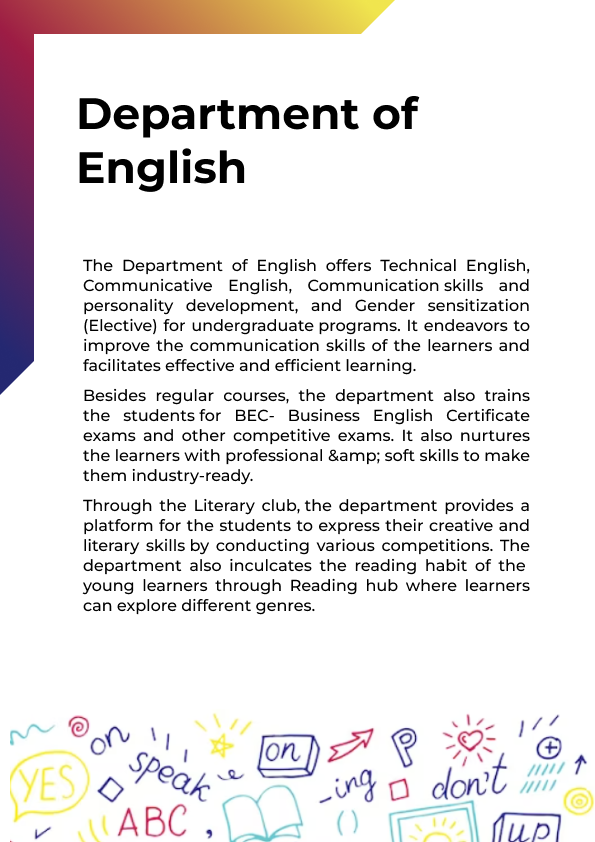 Department of
English
The Department of English offers Technical English,
Communicative English, Communication skills and
personality development, and Gender sensitization
(Elective) for undergraduate programs. It endeavors to
improve the communication skills of the learners and
facilitates effective and efficient learning.
Besides regular courses, the department also trains
the students for BEC- Business English Certificate
exams and other competitive exams. It also nurtures
the learners with professional &amp; soft skills to make
them industry-ready.
Through the Literary club, the department provides a
platform for the students to express their creative and
literary skills by conducting various competitions. The
department also inculcates the reading habit of the
young learners through Reading hub where learners
can explore different genres.
on
on
YES
speak
-ing
don't
ABC
,
up